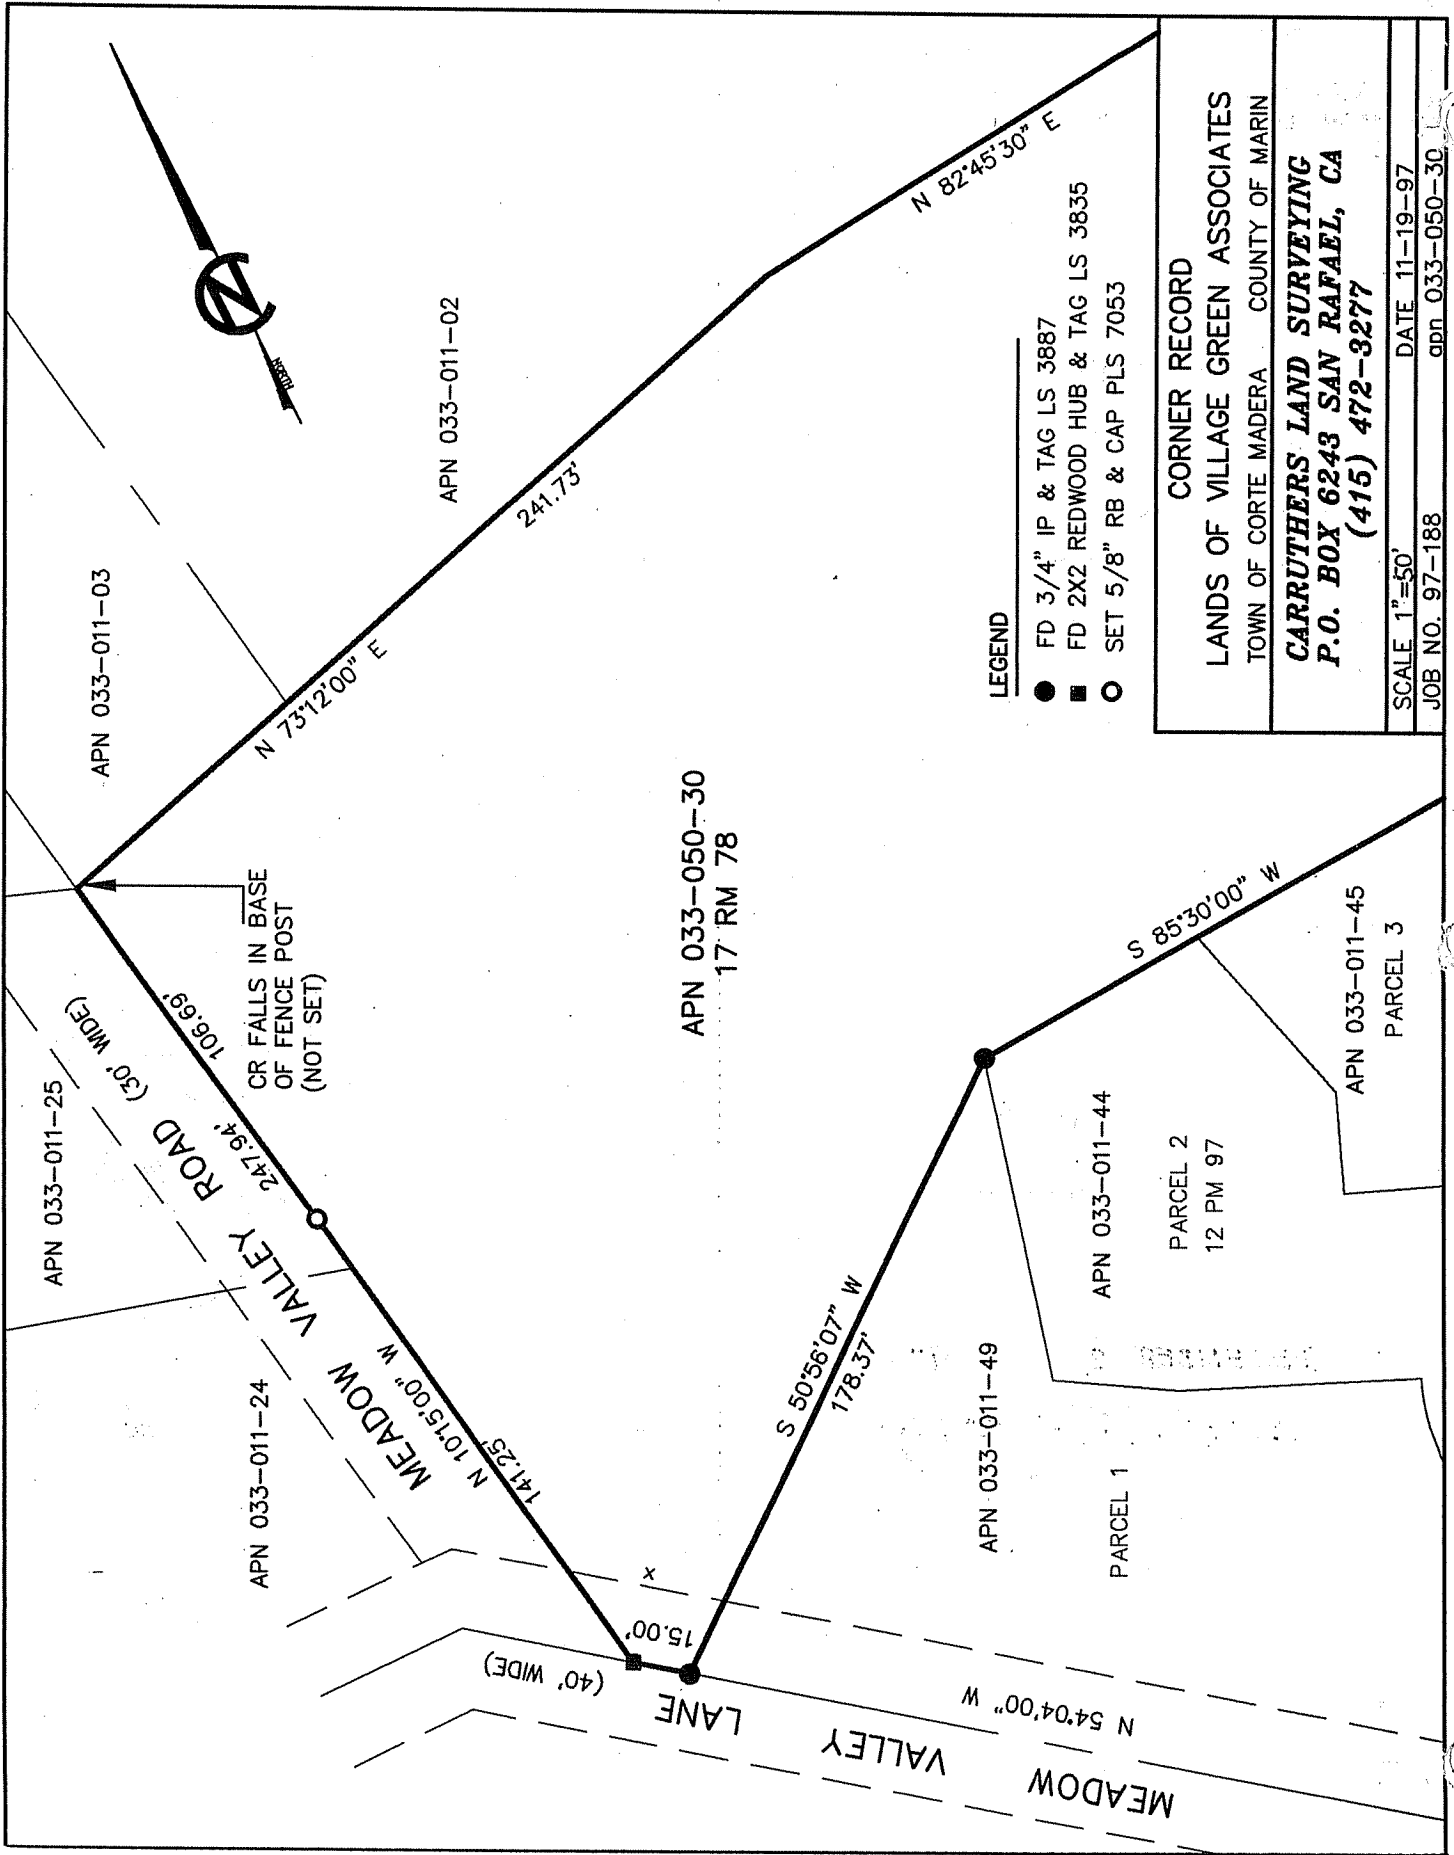 NORTH
APN 033-011-25
APN 033-011-03
APN 033-011-02
APN 033-011-24
MEADOW VALLEY ROAD (30' WIDE)
106.69'
247.94'
N 10°15'00" W
141.25'
CR FALLS IN BASE
OF FENCE POST
(NOT SET)
N 73°12'00" E
241.73'
N 82°45'30" E
APN 033-050-30
17 RM 78
(40' WIDE)
15.00'
x
MEADOW VALLEY LANE
N 54°04'00" W
S 50°56'07" W
178.37'
S 85°30'00" W
APN 033-011-49
PARCEL 1
APN 033-011-44
PARCEL 2
12 PM 97
APN 033-011-45
PARCEL 3
LEGEND
FD 3/4" IP & TAG LS 3887
FD 2X2 REDWOOD HUB & TAG LS 3835
SET 5/8" RB & CAP PLS 7053
CORNER RECORD
LANDS OF VILLAGE GREEN ASSOCIATES
TOWN OF CORTE MADERA COUNTY OF MARIN
CARRUTHERS LAND SURVEYING
P.O. BOX 6243 SAN RAFAEL, CA
(415) 472-3277
SCALE 1"=50' DATE 11-19-97
JOB NO. 97-188 apn 033-050-30